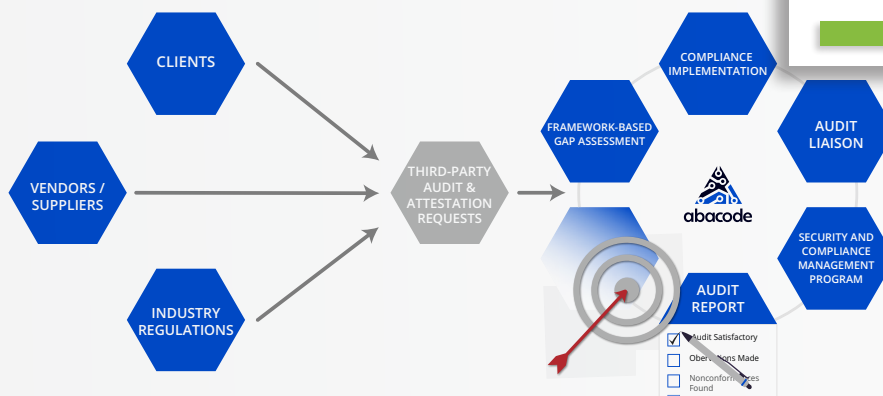 CLIENTS
VENDORS /
SUPPLIERS
INDUSTRY
REGULATIONS
THIRD-PARTY
AUDIT &
ATTESTATION
REQUESTS
FRAMEWORK-BASED
GAP ASSESSMENT
COMPLIANCE
IMPLEMENTATION
AUDIT
LIAISON
SECURITY AND
COMPLIANCE
MANAGEMENT
PROGRAM
abacode
AUDIT
REPORT
Audit Satisfactory
Made
Found